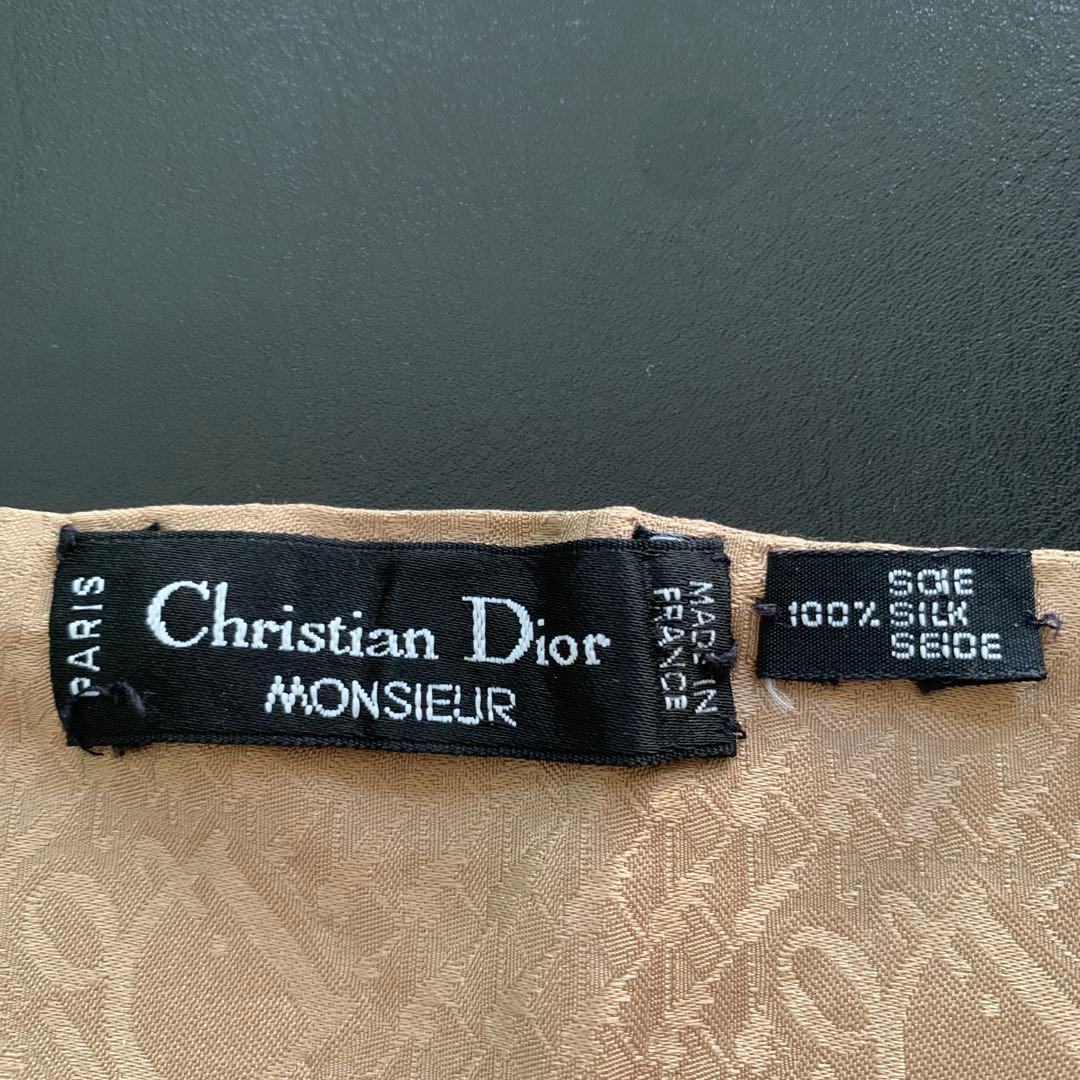 PARIS
Christian Dior
MONSIEUR
MADE IN
FRANCE
SOIE
100% SILK
SEIDE